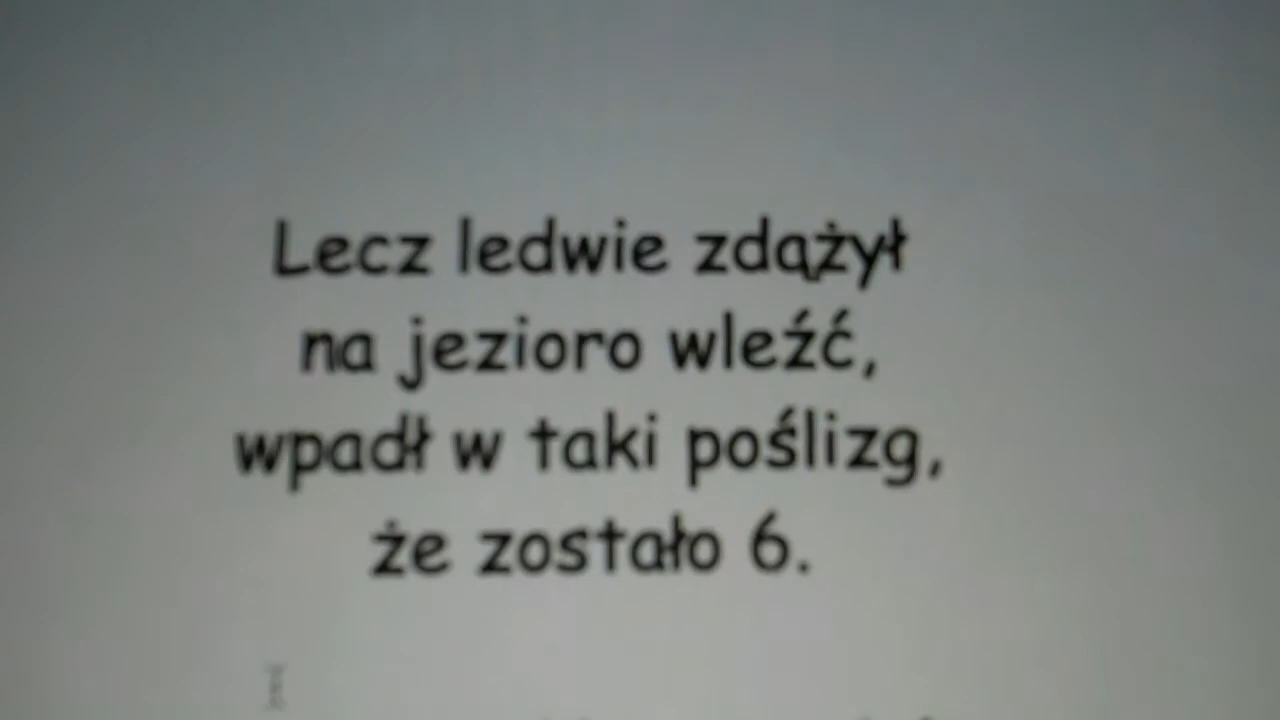 Lecz ledwie zdążył
na jezioro wleźć,
wpadł w taki poślizg,
że zostało 6.